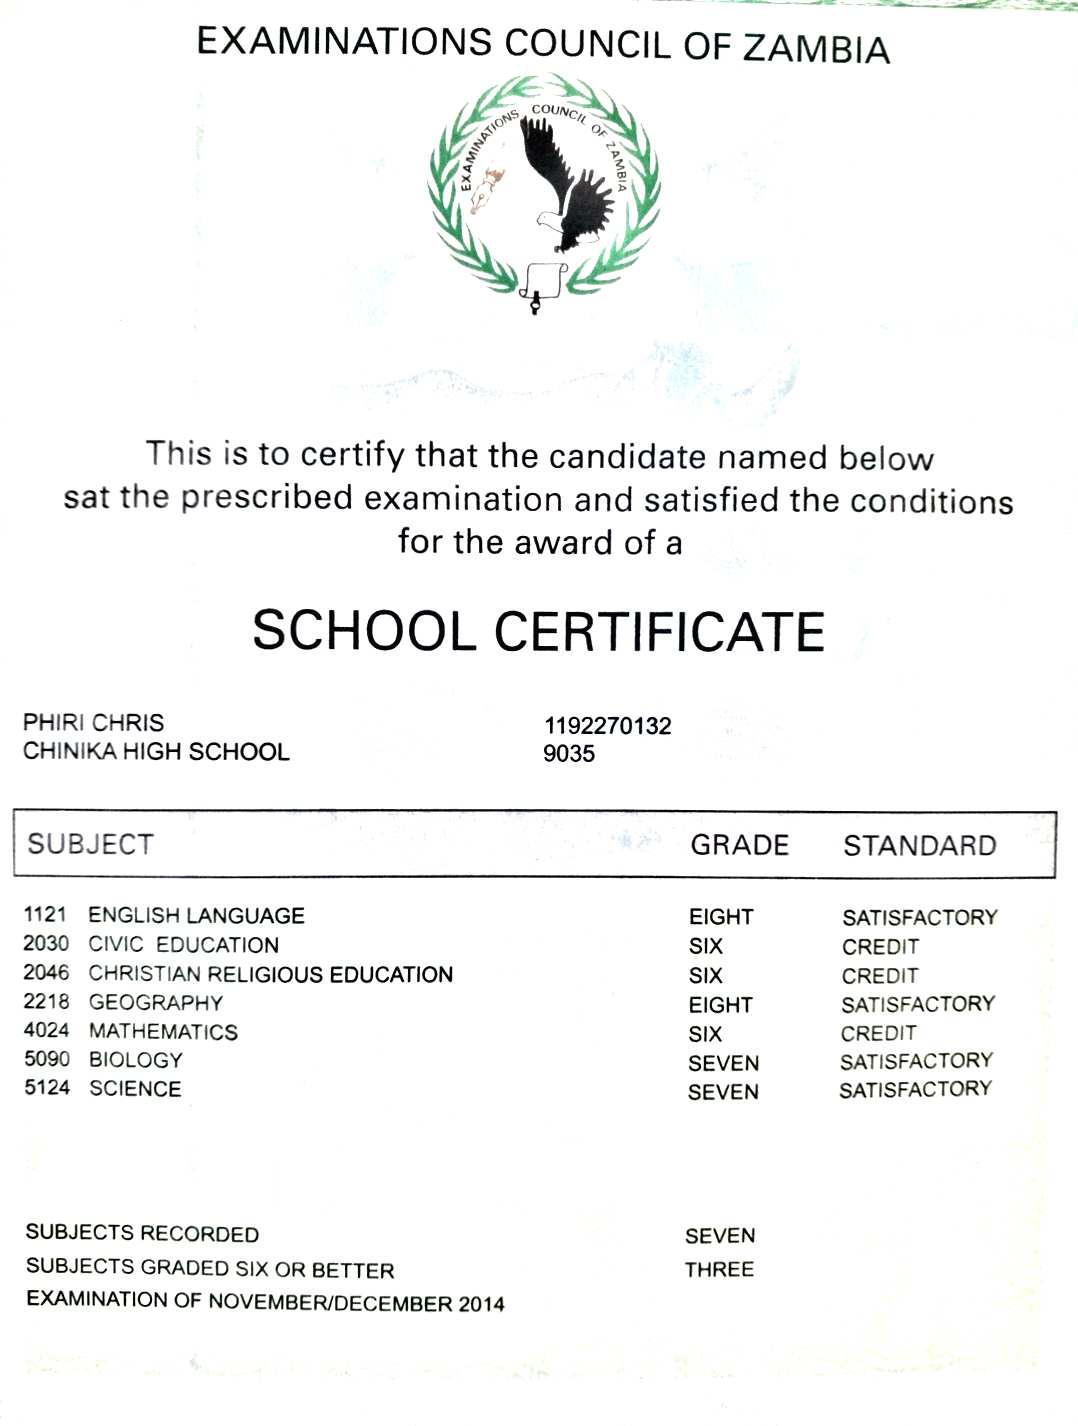 EXAMINATIONS COUNCIL OF ZAMBIA
EXAMINATIONS COUNCIL OF ZAMBIA
This is to certify that the candidate named below
sat the prescribed examination and satisfied the conditions
for the award of a
SCHOOL CERTIFICATE
PHIRI CHRIS 1192270132
CHINIKA HIGH SCHOOL 9035
SUBJECT GRADE STANDARD
1121 ENGLISH LANGUAGE EIGHT SATISFACTORY
2030 CIVIC EDUCATION SIX CREDIT
2046 CHRISTIAN RELIGIOUS EDUCATION SIX CREDIT
2218 GEOGRAPHY EIGHT SATISFACTORY
4024 MATHEMATICS SIX CREDIT
5090 BIOLOGY SEVEN SATISFACTORY
5124 SCIENCE SEVEN SATISFACTORY
SUBJECTS RECORDED SEVEN
SUBJECTS GRADED SIX OR BETTER THREE
EXAMINATION OF NOVEMBER/DECEMBER 2014